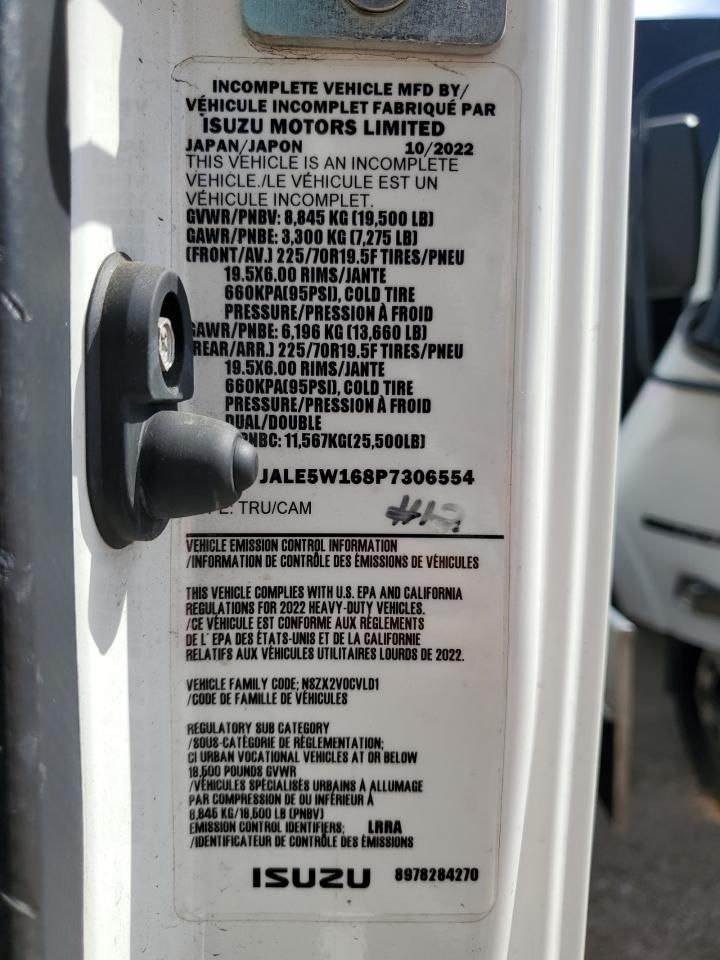 INCOMPLETE VEHICLE MFD BY/
VÉHICULE INCOMPLET FABRIQUÉ PAR
ISUZU MOTORS LIMITED
JAPAN/JAPON 10/2022
THIS VEHICLE IS AN INCOMPLETE
VEHICLE./LE VÉHICULE EST UN
VÉHICULE INCOMPLET.
GVWR/PNBV: 8,845 KG (19,500 LB)
GAWR/PNBE: 3,300 KG (7,275 LB)
(FRONT/AV.) 225/70R19.5F TIRES/PNEU
19.5X6.00 RIMS/JANTE
660KPA(95PSI), COLD TIRE
PRESSURE/PRESSION À FROID
GAWR/PNBE: 6,196 KG (13,660 LB)
REAR/ARR.) 225/70R19.5F TIRES/PNEU
19.5X6.00 RIMS/JANTE
660KPA(95PSI), COLD TIRE
PRESSURE/PRESSION À FROID
DUAL/DOUBLE
PNBC: 11,567KG(25,500LB)
JALE5W168P7306554
E: TRU/CAM
VEHICLE EMISSION CONTROL INFORMATION
/INFORMATION DE CONTRÔLE DES ÉMISSIONS DE VÉHICULES
THIS VEHICLE COMPLIES WITH U.S. EPA AND CALIFORNIA
REGULATIONS FOR 2022 HEAVY-DUTY VEHICLES.
/CE VÉHICULE EST CONFORME AUX RÈGLEMENTS
DE L' EPA DES ÉTATS-UNIS ET DE LA CALIFORNIE
RELATIFS AUX VÉHICULES UTILITAIRES LOURDS DE 2022.
VEHICLE FAMILY CODE; NSZX2VOCVLD1
/CODE DE FAMILLE DE VÉHICULES
REGULATORY SUB CATEGORY
/SOUS-CATÉGORIE DE RÉGLEMENTATION;
CI URBAN VOCATIONAL VEHICLES AT OR BELOW
19,500 POUNDS GVWR
/VÉHICULES SPÉCIALISÉS URBAINS À ALLUMAGE
PAR COMPRESSION DE OU INFÉRIEUR À
8,845 KG/19,500 LB (PNBV)
EMISSION CONTROL IDENTIFIERS; LRRA
/IDENTIFICATEUR DE CONTRÔLE DES ÉMISSIONS
ISUZU 8978284270